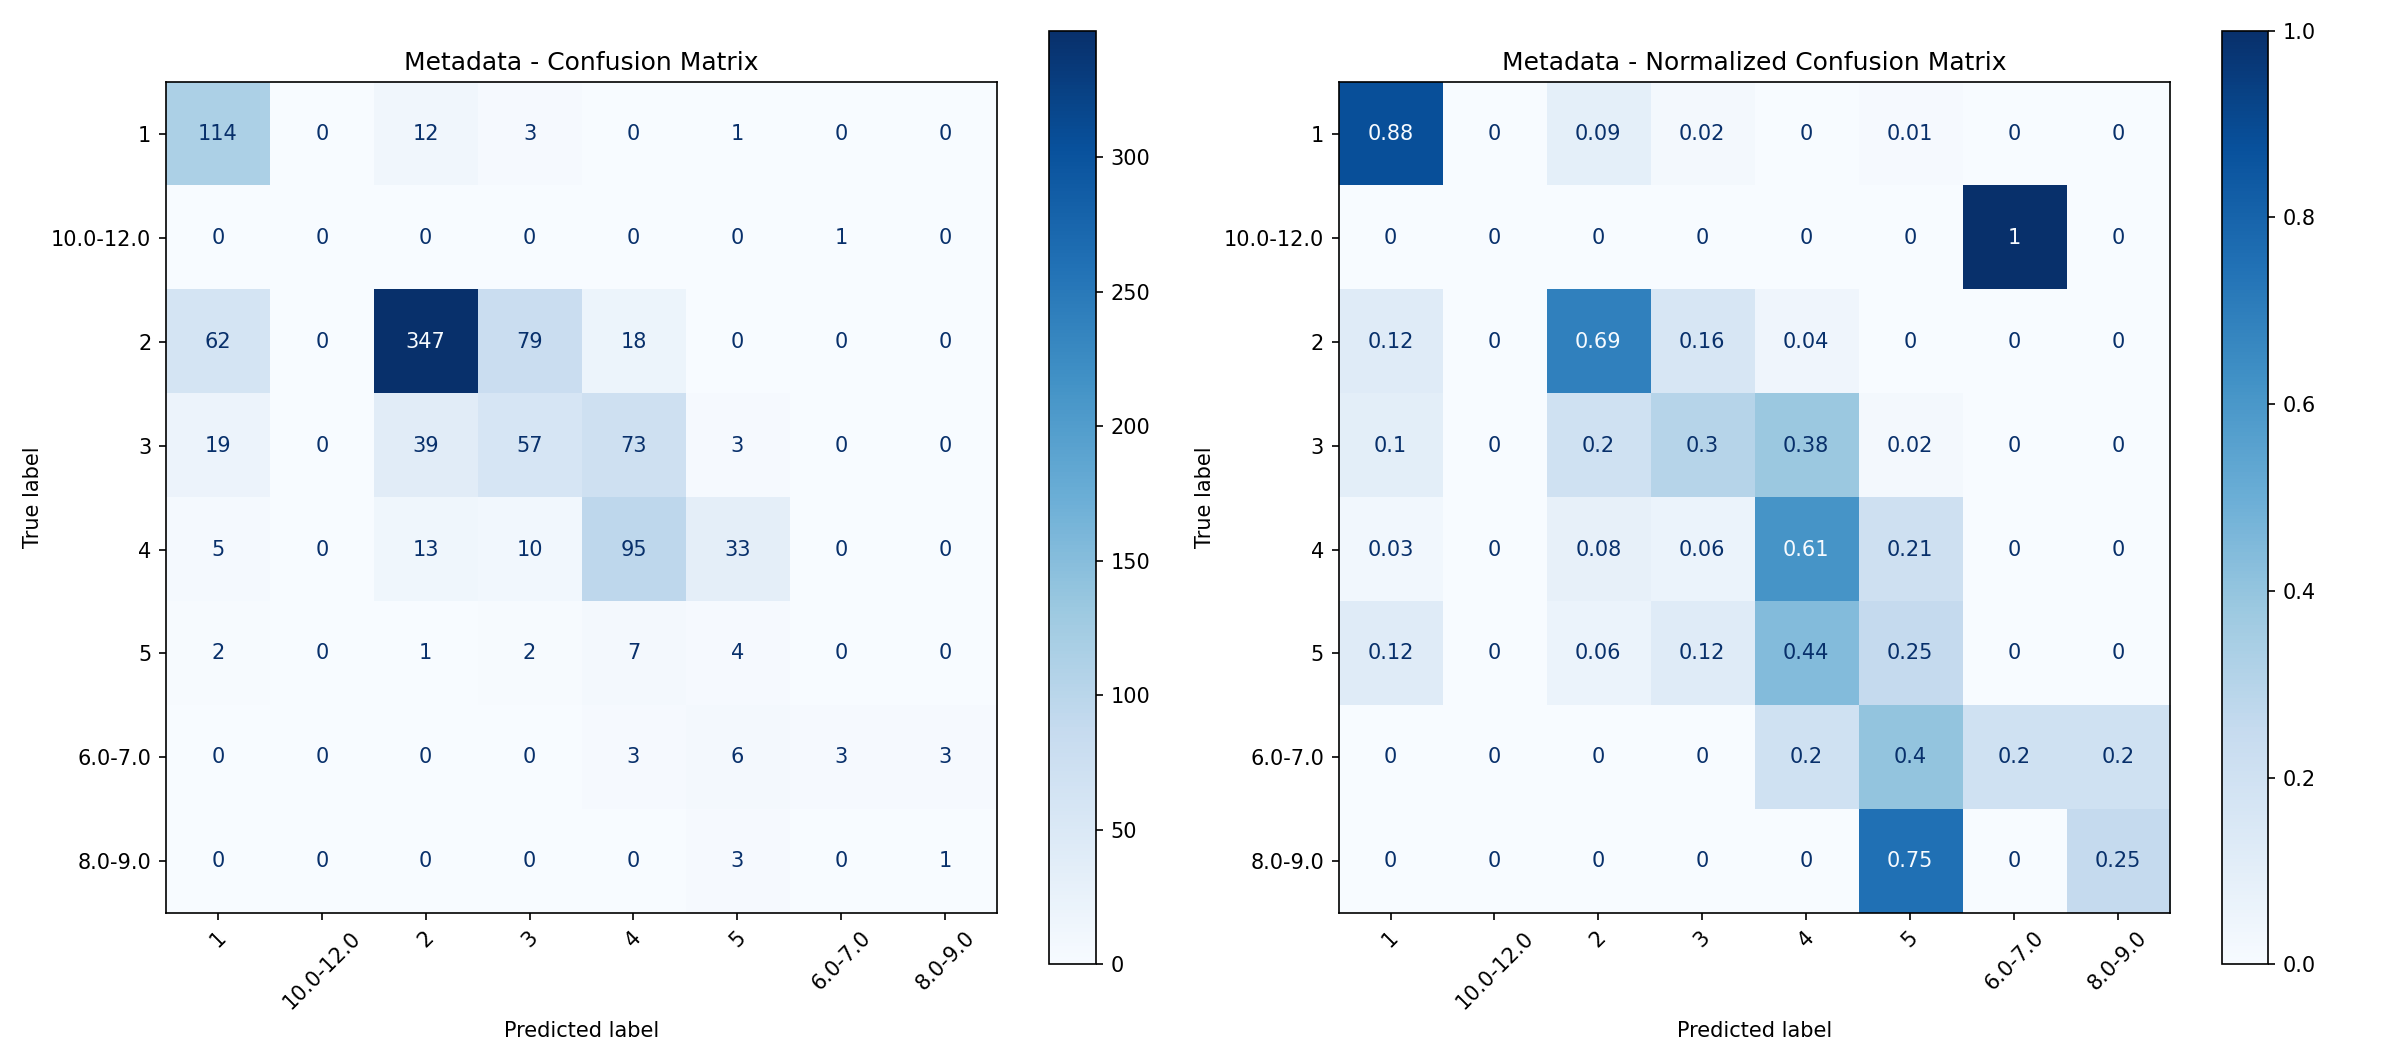 Metadata - Confusion Matrix
True label
1 114 0 12 3 0 1 0 0
10.0-12.0 0 0 0 0 0 0 1 0
2 62 0 347 79 18 0 0 0
3 19 0 39 57 73 3 0 0
4 5 0 13 10 95 33 0 0
5 2 0 1 2 7 4 0 0
6.0-7.0 0 0 0 0 3 6 3 3
8.0-9.0 0 0 0 0 0 3 0 1
1 10.0-12.0 2 3 4 5 6.0-7.0 8.0-9.0
Predicted label
300
250
200
150
100
50
0
Metadata - Normalized Confusion Matrix
True label
1 0.88 0 0.09 0.02 0 0.01 0 0
10.0-12.0 0 0 0 0 0 0 1 0
2 0.12 0 0.69 0.16 0.04 0 0 0
3 0.1 0 0.2 0.3 0.38 0.02 0 0
4 0.03 0 0.08 0.06 0.61 0.21 0 0
5 0.12 0 0.06 0.12 0.44 0.25 0 0
6.0-7.0 0 0 0 0 0.2 0.4 0.2 0.2
8.0-9.0 0 0 0 0 0 0.75 0 0.25
1 10.0-12.0 2 3 4 5 6.0-7.0 8.0-9.0
Predicted label
1.0
0.8
0.6
0.4
0.2
0.0